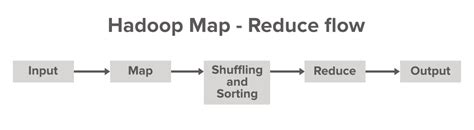 Hadoop Map - Reduce flow
Input
Map
Shuffling
and
Sorting
Reduce
Output